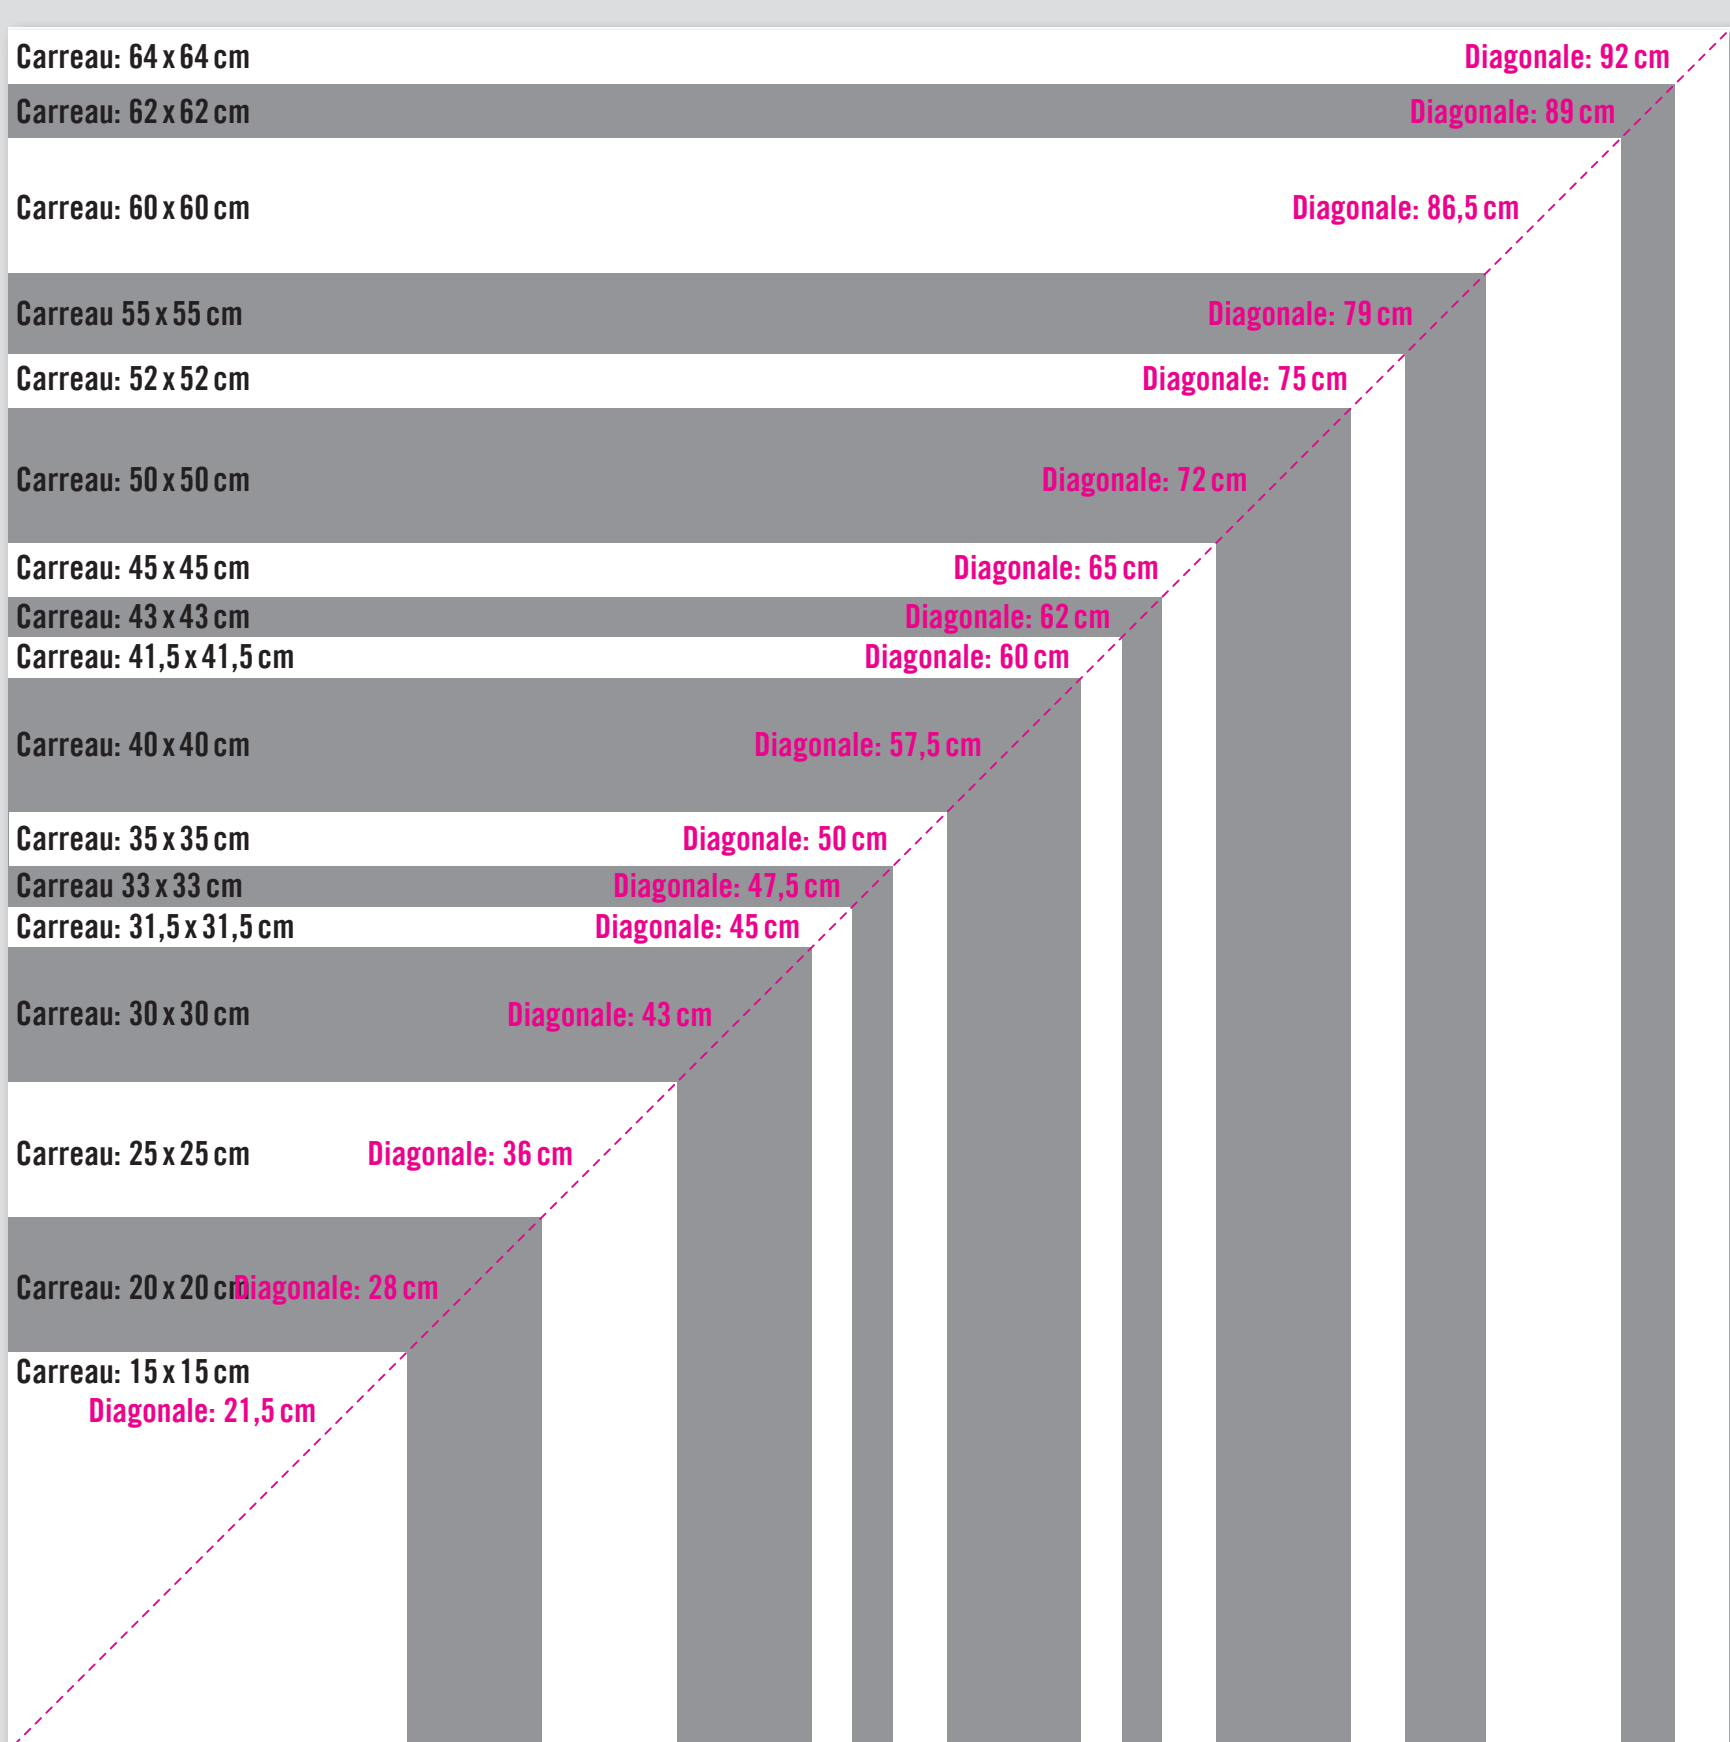 Carreau: 64 x 64 cm Diagonale: 92 cm
Carreau: 62 x 62 cm Diagonale: 89 cm
Carreau: 60 x 60 cm Diagonale: 86,5 cm
Carreau 55 x 55 cm Diagonale: 79 cm
Carreau: 52 x 52 cm Diagonale: 75 cm
Carreau: 50 x 50 cm Diagonale: 72 cm
Carreau: 45 x 45 cm Diagonale: 65 cm
Carreau: 43 x 43 cm Diagonale: 62 cm
Carreau: 41,5 x 41,5 cm Diagonale: 60 cm
Carreau: 40 x 40 cm Diagonale: 57,5 cm
Carreau: 35 x 35 cm Diagonale: 50 cm
Carreau 33 x 33 cm Diagonale: 47,5 cm
Carreau: 31,5 x 31,5 cm Diagonale: 45 cm
Carreau: 30 x 30 cm Diagonale: 43 cm
Carreau: 25 x 25 cm Diagonale: 36 cm
Carreau: 20 x 20 cm Diagonale: 28 cm
Carreau: 15 x 15 cm
Diagonale: 21,5 cm